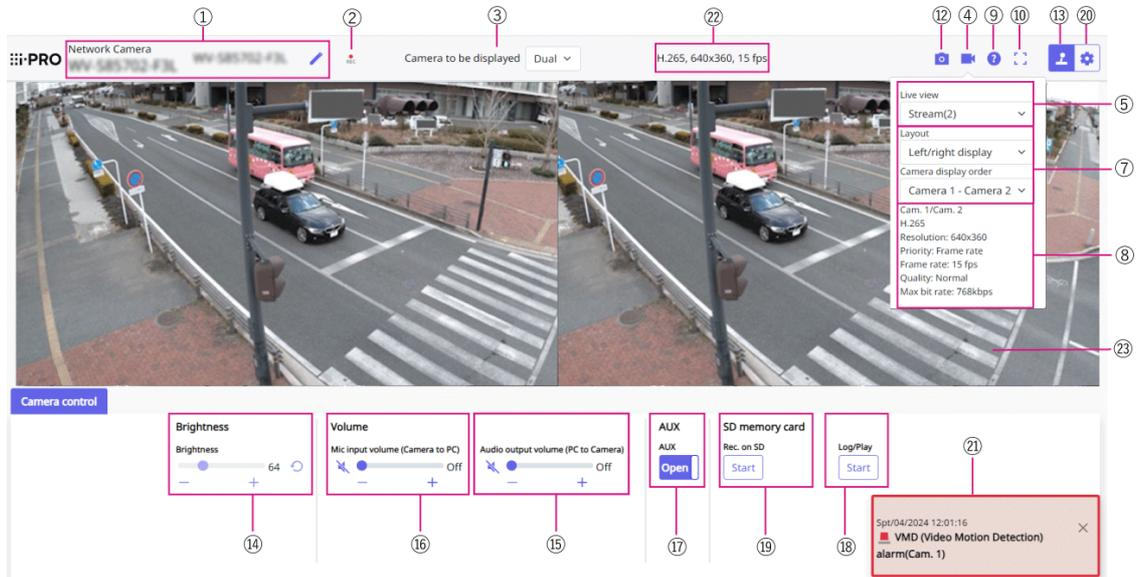 ① ② ③ ㉒ ⑫ ④ ⑨ ⑩ ⑬ ⑳
i-PRO
Network Camera
REC
Camera to be displayed Dual
H.265, 640x360, 15 fps
Live view
Stream(2)
⑤
Layout
Left/right display
⑦
Camera display order
Camera 1 - Camera 2
Cam. 1/Cam. 2
H.265
Resolution: 640x360
Priority: Frame rate
⑧
Frame rate: 15 fps
Quality: Normal
Max bit rate: 768kbps
㉓
Camera control
Brightness
Brightness
64
− +
⑭
Volume
Mic input volume (Camera to PC)
Off
− +
⑯
Audio output volume (PC to Camera)
Off
− +
⑮
AUX
AUX
Open
⑰
SD memory card
Rec. on SD
Start
⑲
Log/Play
Start
⑱
㉑
Spt/04/2024 12:01:16
VMD (Video Motion Detection)
alarm(Cam. 1)